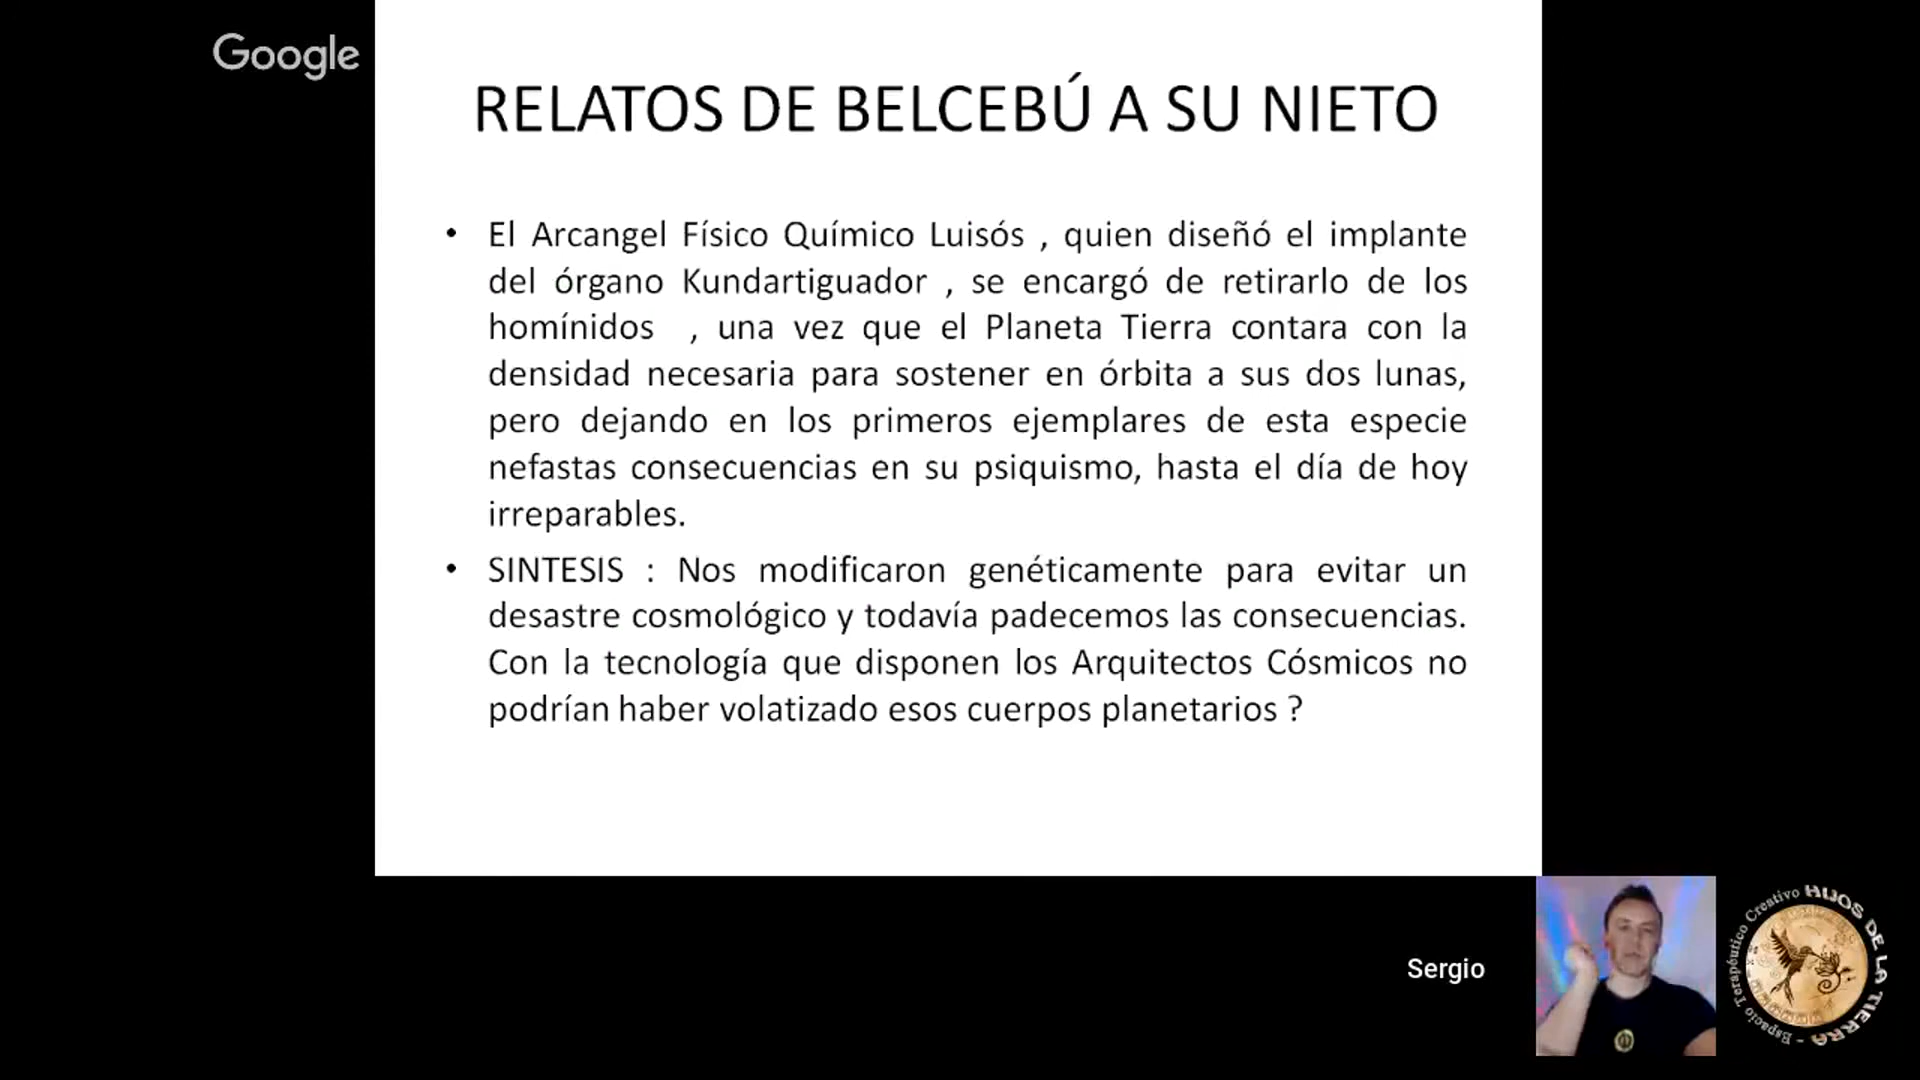 Google
RELATOS DE BELCEBÚ A SU NIETO
• El Arcangel Físico Químico Luisós , quien diseñó el implante
del órgano Kundartiguador , se encargó de retirarlo de los
homínidos , una vez que el Planeta Tierra contara con la
densidad necesaria para sostener en órbita a sus dos lunas,
pero dejando en los primeros ejemplares de esta especie
nefastas consecuencias en su psiquismo, hasta el día de hoy
irreparables.
• SINTESIS : Nos modificaron genéticamente para evitar un
desastre cosmológico y todavía padecemos las consecuencias.
Con la tecnología que disponen los Arquitectos Cósmicos no
podrían haber volatizado esos cuerpos planetarios ?
Sergio
Espacio Terapéutico Creativo HIJOS DE LA TIERRA -